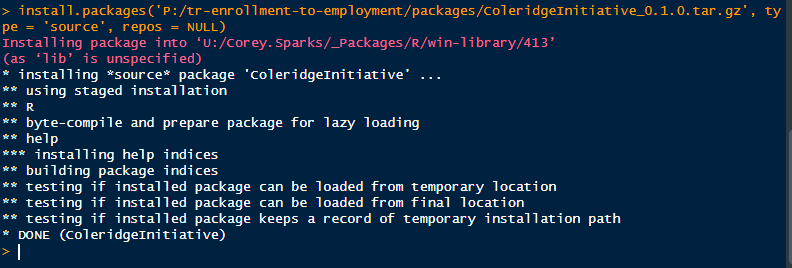 > install.packages('P:/tr-enrollment-to-employment/packages/ColeridgeInitiative_0.1.0.tar.gz', ty
pe = 'source', repos = NULL)
Installing package into ‘U:/Corey.Sparks/_Packages/R/win-library/413’
(as ‘lib’ is unspecified)
* installing *source* package 'ColeridgeInitiative' ...
** using staged installation
** R
** byte-compile and prepare package for lazy loading
** help
*** installing help indices
** building package indices
** testing if installed package can be loaded from temporary location
** testing if installed package can be loaded from final location
** testing if installed package keeps a record of temporary installation path
* DONE (ColeridgeInitiative)
>